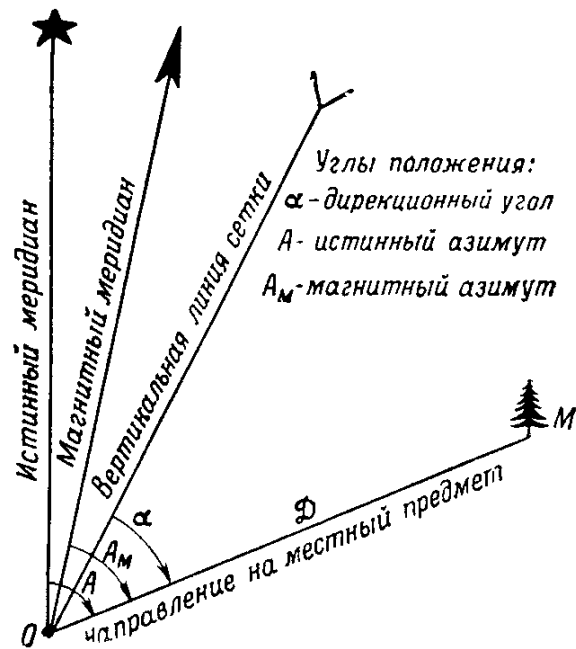 Углы положения:
α-дирекционный угол
А- истинный азимут
Aм-магнитный азимут
Истинный меридиан
Магнитный меридиан
Вертикальная линия сетки
М
Д
направление на местный предмет
α
Aм
А
О